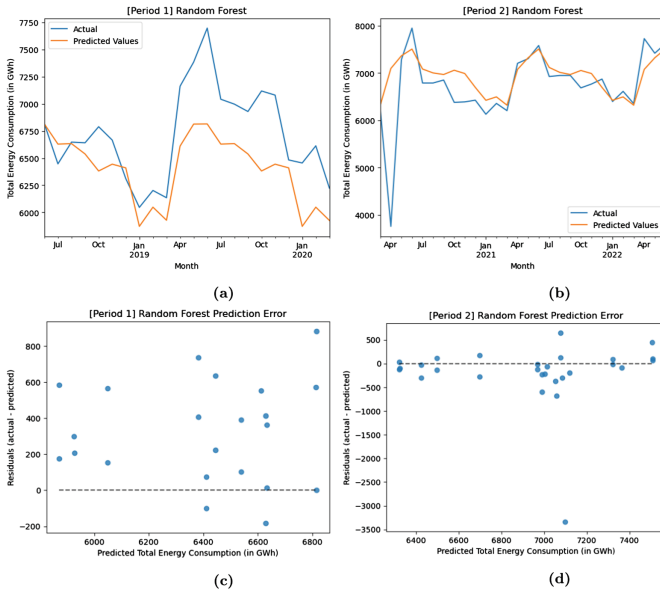 [Period 1] Random Forest
Actual
Predicted Values
Total Energy Consumption (in GWh)
7750
7500
7250
7000
6750
6500
6250
6000
Jul
Oct
Jan
2019
Apr
Jul
Oct
Jan
2020
Month
(a)
[Period 2] Random Forest
Total Energy Consumption (in GWh)
8000
7000
6000
5000
4000
Actual
Predicted Values
Apr
Jul
Oct
Jan
2021
Apr
Jul
Oct
Jan
2022
Apr
Month
(b)
[Period 1] Random Forest Prediction Error
Residuals (actual - predicted)
800
600
400
200
0
−200
6000
6200
6400
6600
6800
Predicted Total Energy Consumption (in GWh)
(c)
[Period 2] Random Forest Prediction Error
Residuals (actual - predicted)
500
0
−500
−1000
−1500
−2000
−2500
−3000
−3500
6400
6600
6800
7000
7200
7400
Predicted Total Energy Consumption (in GWh)
(d)